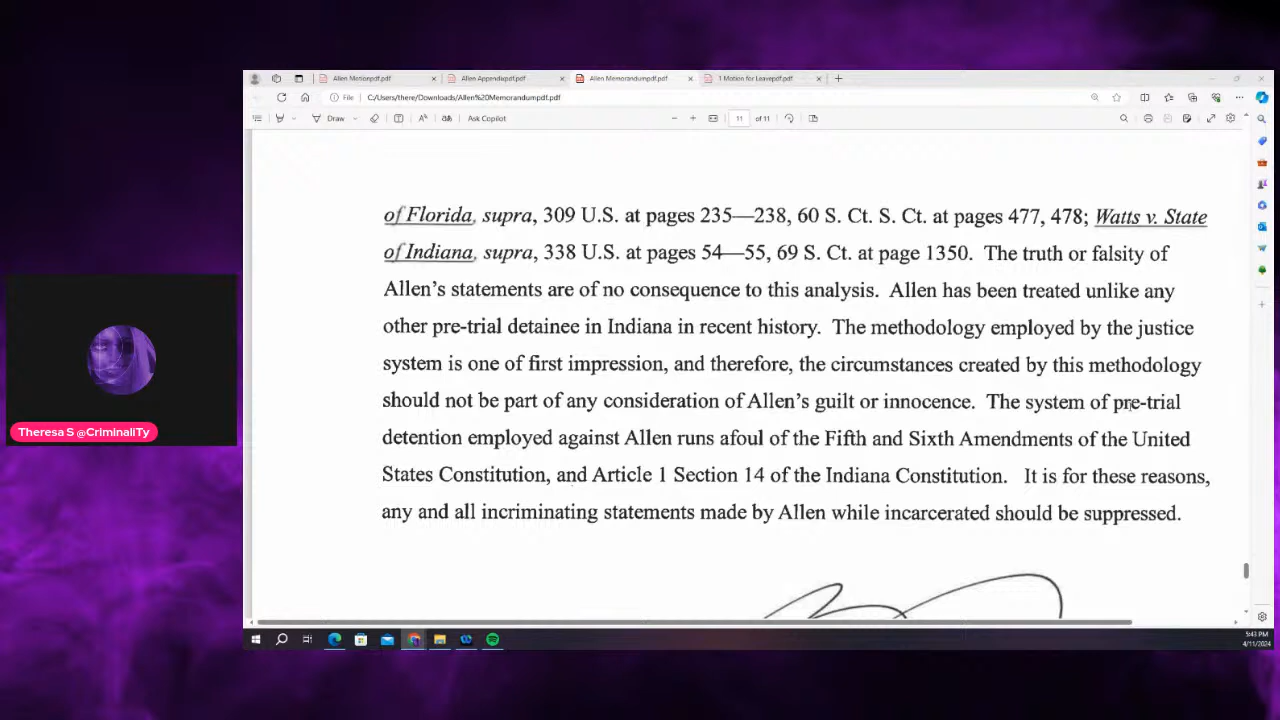 Allen Motionpdf.pdf
Allen Appendixpdf.pdf
Allen Memorandumpdf.pdf
1 Motion for Leavepdf.pdf
File
C:/Users/there/Downloads/Allen%20Memorandumpdf.pdf
Draw
Ask Copilot
11
of 11
of Florida, supra, 309 U.S. at pages 235—238, 60 S. Ct. S. Ct. at pages 477, 478; Watts v. State
of Indiana, supra, 338 U.S. at pages 54—55, 69 S. Ct. at page 1350. The truth or falsity of
Allen's statements are of no consequence to this analysis. Allen has been treated unlike any
other pre-trial detainee in Indiana in recent history. The methodology employed by the justice
system is one of first impression, and therefore, the circumstances created by this methodology
should not be part of any consideration of Allen's guilt or innocence. The system of pre-trial
detention employed against Allen runs afoul of the Fifth and Sixth Amendments of the United
States Constitution, and Article 1 Section 14 of the Indiana Constitution. It is for these reasons,
any and all incriminating statements made by Allen while incarcerated should be suppressed.
Theresa S @CriminaliTy
5:43 PM
4/11/2024